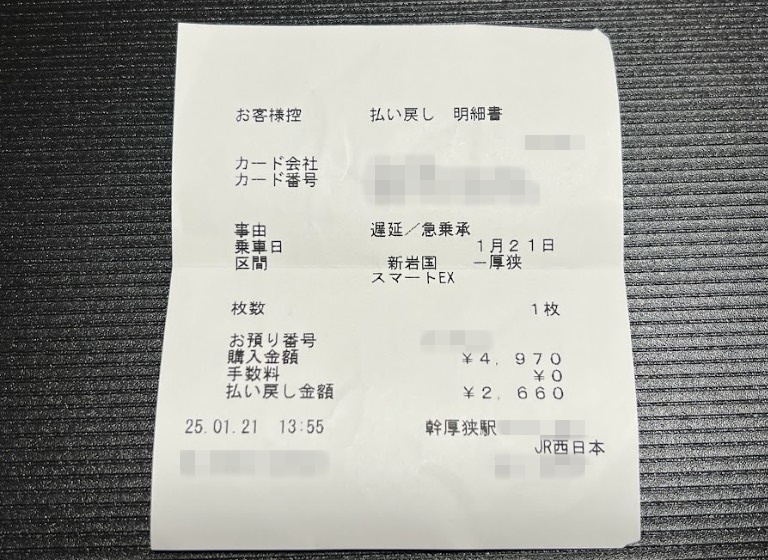 お客様控 払い戻し 明細書
カード会社
カード番号
事由 遅延／急乗承
乗車日 1月21日
区間 新岩国 －厚狭
スマートEX
枚数 1枚
お預り番号
購入金額 ￥4，970
手数料 ￥0
払い戻し金額 ￥2，660
25.01.21 13:55 幹厚狭駅
JR西日本